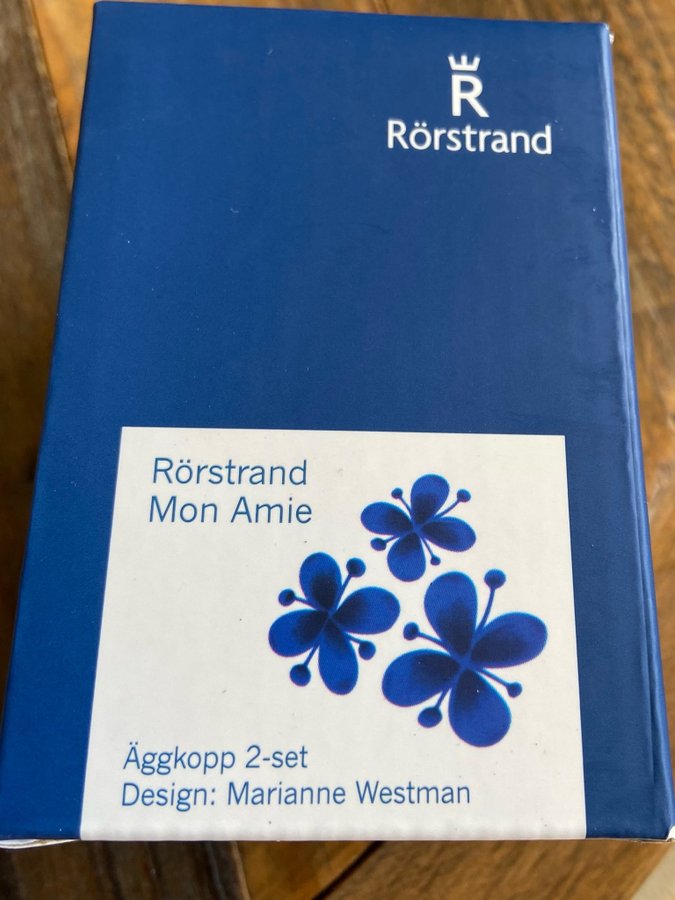 R
Rörstrand
Rörstrand
Mon Amie
Äggkopp 2-set
Design: Marianne Westman